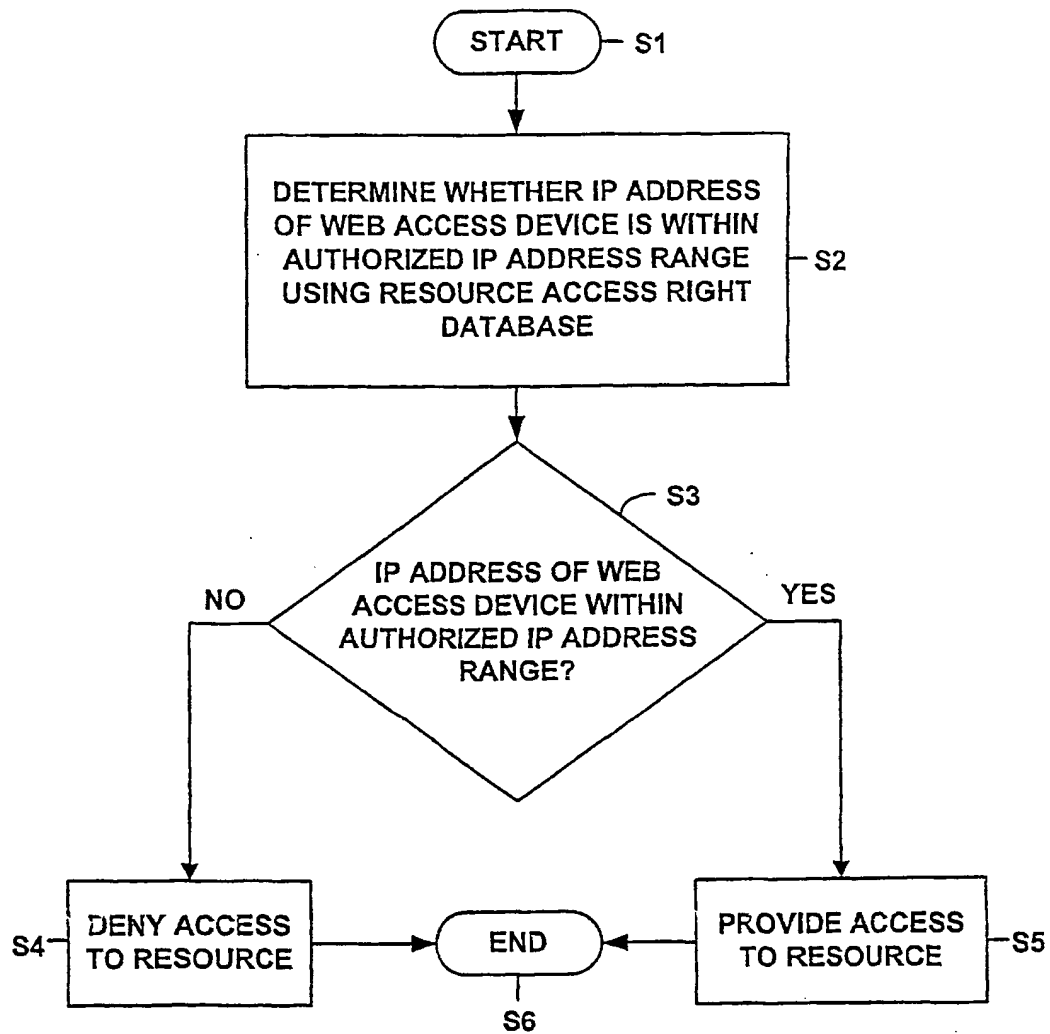 START
S1
DETERMINE WHETHER IP ADDRESS
OF WEB ACCESS DEVICE IS WITHIN
AUTHORIZED IP ADDRESS RANGE
USING RESOURCE ACCESS RIGHT
DATABASE
S2
S3
IP ADDRESS OF WEB
ACCESS DEVICE WITHIN
AUTHORIZED IP ADDRESS
RANGE?
NO
YES
S4
DENY ACCESS
TO RESOURCE
END
S6
PROVIDE ACCESS
TO RESOURCE
S5